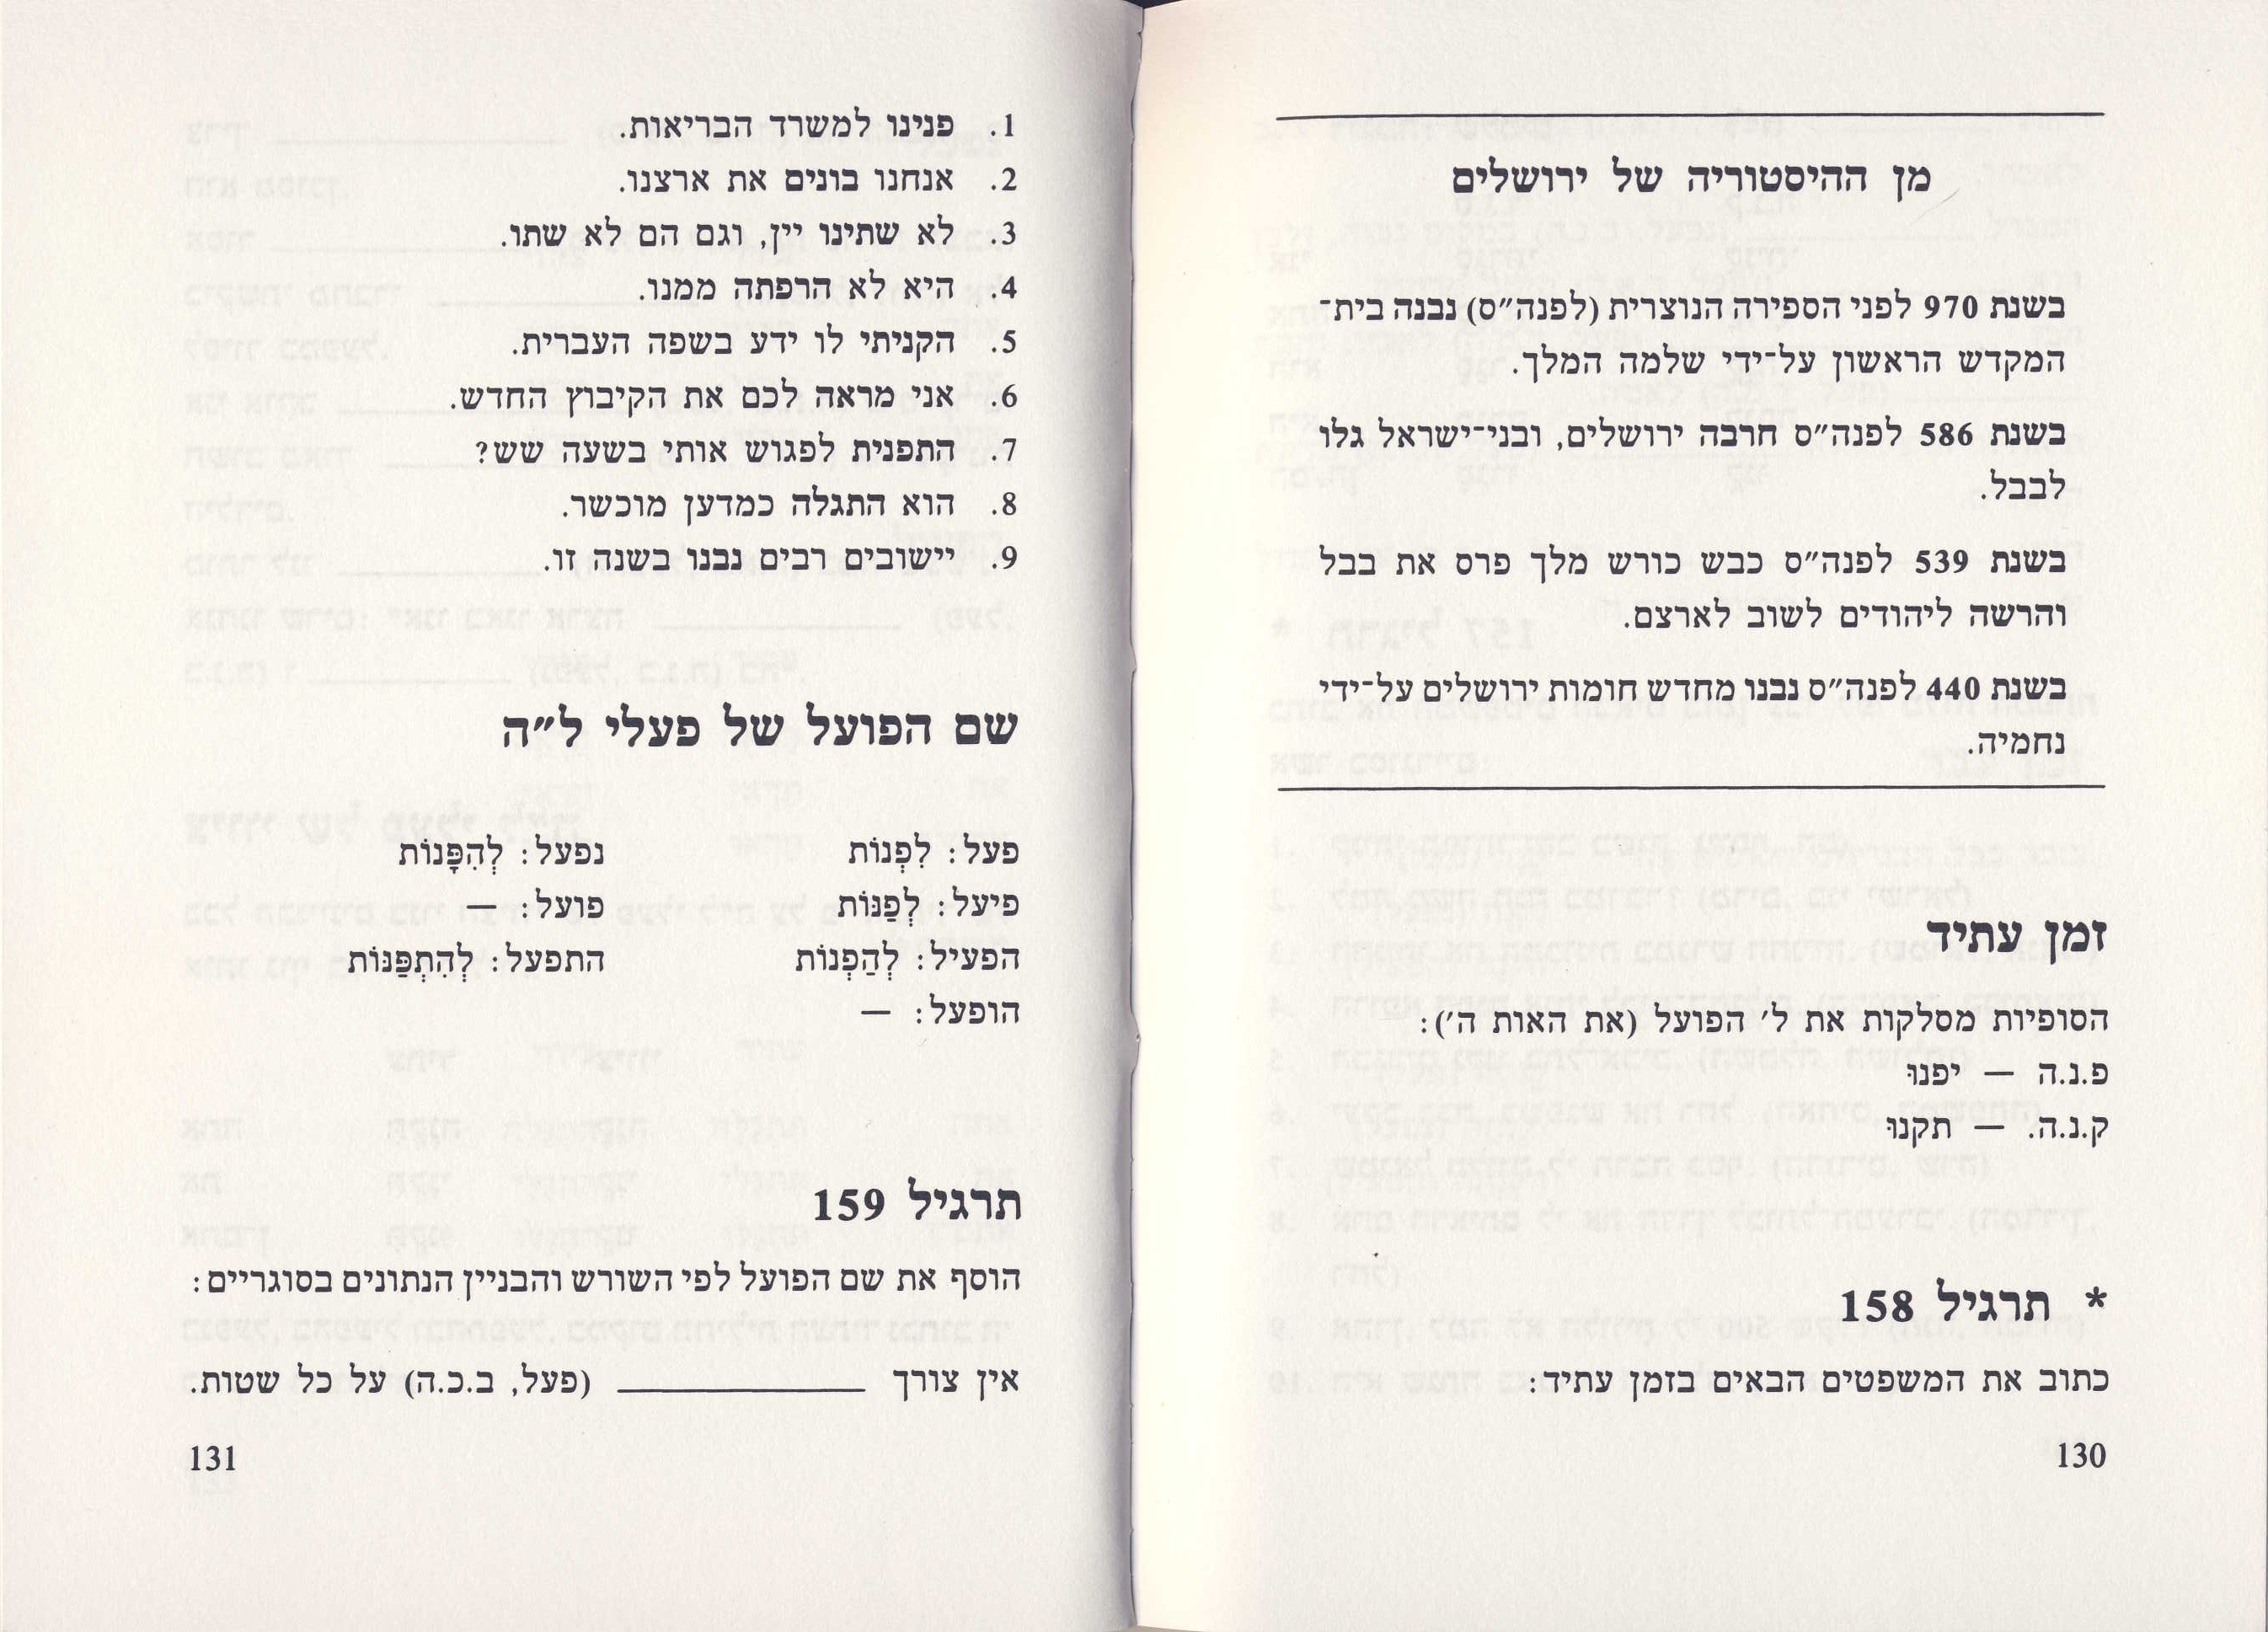 מן ההיסטוריה של ירושלים
בשנת 970 לפני הספירה הנוצרית (לפנה״ס) נבנה בית־
המקדש הראשון על־ידי שלמה המלך.
בשנת 586 לפנה״ס חרבה ירושלים, ובני־ישראל גלו
לבבל.
בשנת 539 לפנה״ס כבש כורש מלך פרס את בבל
והרשה ליהודים לשוב לארצם.
בשנת 440 לפנה״ס נבנו מחדש חומות ירושלים על־ידי
נחמיה.
זמן עתיד
הסופיות מסלקות את ל׳ הפועל (את האות ה׳):
פ.נ.ה — יפנוּ
ק.נ.ה. — תקנוּ
* תרגיל 158
כתוב את המשפטים הבאים בזמן עתיד:
130
1. פנינו למשרד הבריאות.
2. אנחנו בונים את ארצנו.
3. לא שתינו יין, וגם הם לא שתו.
4. היא לא הרפתה ממנו.
5. הקניתי לו ידע בשפה העברית.
6. אני מראה לכם את הקיבוץ החדש.
7. התפנית לפגוש אותי בשעה שש?
8. הוא התגלה כמדען מוכשר.
9. יישובים רבים נבנו בשנה זו.
שם הפועל של פעלי ל״ה
פעל: לִפְנוֹת נפעל: לְהִפָּנוֹת
פיעל: לְפַנּוֹת פועל: —
הפעיל: לְהַפְנוֹת התפעל: לְהִתְפַּנּוֹת
הופעל: —
תרגיל 159
הוסף את שם הפועל לפי השורש והבניין הנתונים בסוגריים:
אין צורך ________ (פעל, ב.כ.ה) על כל שטות.
131